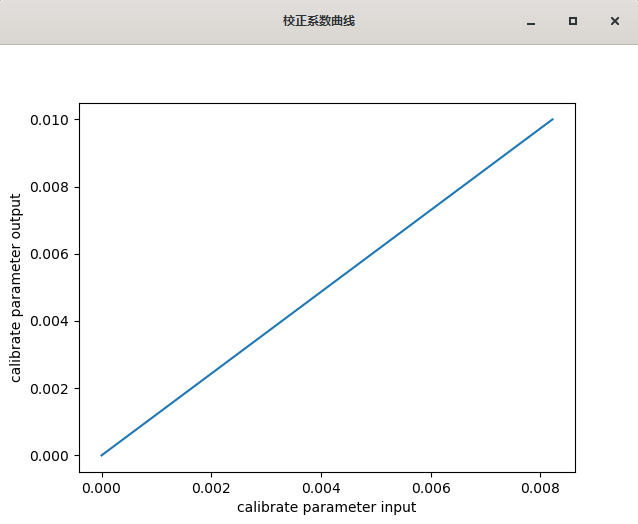 校正系数曲线
0.010
0.008
0.006
0.004
0.002
0.000
calibrate parameter output
0.000 0.002 0.004 0.006 0.008
calibrate parameter input